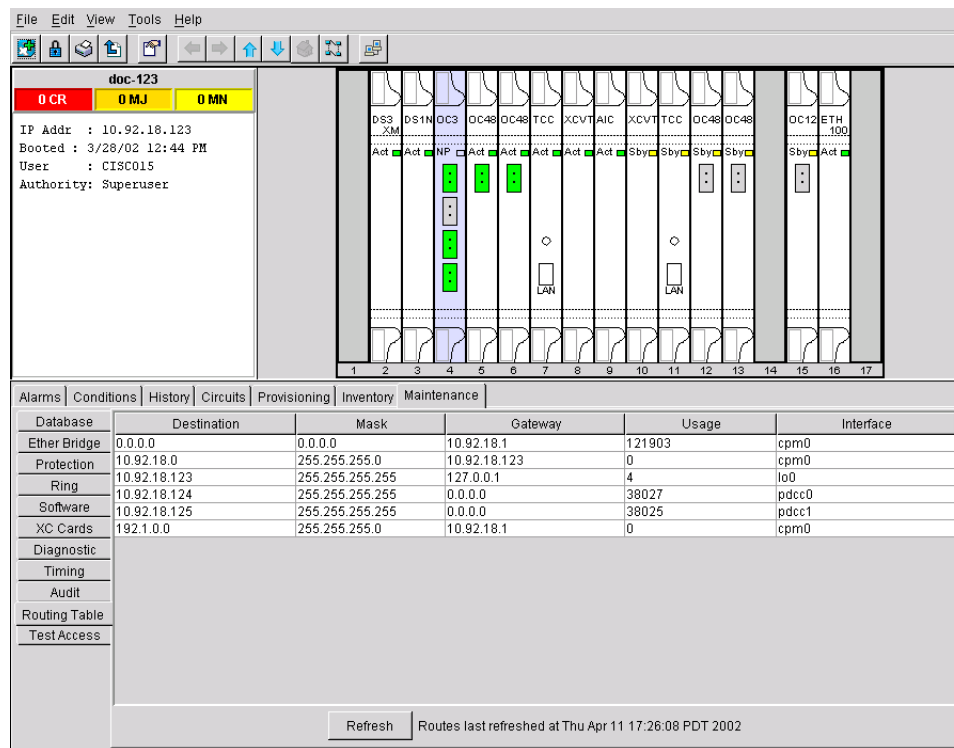 File Edit View Tools Help
doc-123
0 CR 0 MJ 0 MN
IP Addr : 10.92.18.123
Booted : 3/28/02 12:44 PM
User : CISCO15
Authority: Superuser
DS3 XM DS1N OC3 OC48 OC48 TCC XCVT AIC XCVT TCC OC48 OC48 OC12 ETH 100
Act Act NP Act Act Act Act Act Sby Sby Sby Sby Sby Act
LAN LAN
1 2 3 4 5 6 7 8 9 10 11 12 13 14 15 16 17
Alarms Conditions History Circuits Provisioning Inventory Maintenance
Database
Ether Bridge
Protection
Ring
Software
XC Cards
Diagnostic
Timing
Audit
Routing Table
Test Access
Destination Mask Gateway Usage Interface
0.0.0.0 0.0.0.0 10.92.18.1 121903 cpm0
10.92.18.0 255.255.255.0 10.92.18.123 0 cpm0
10.92.18.123 255.255.255.255 127.0.0.1 4 lo0
10.92.18.124 255.255.255.255 0.0.0.0 38027 pdcc0
10.92.18.125 255.255.255.255 0.0.0.0 38025 pdcc1
192.1.0.0 255.255.255.0 10.92.18.1 0 cpm0
Refresh Routes last refreshed at Thu Apr 11 17:26:08 PDT 2002